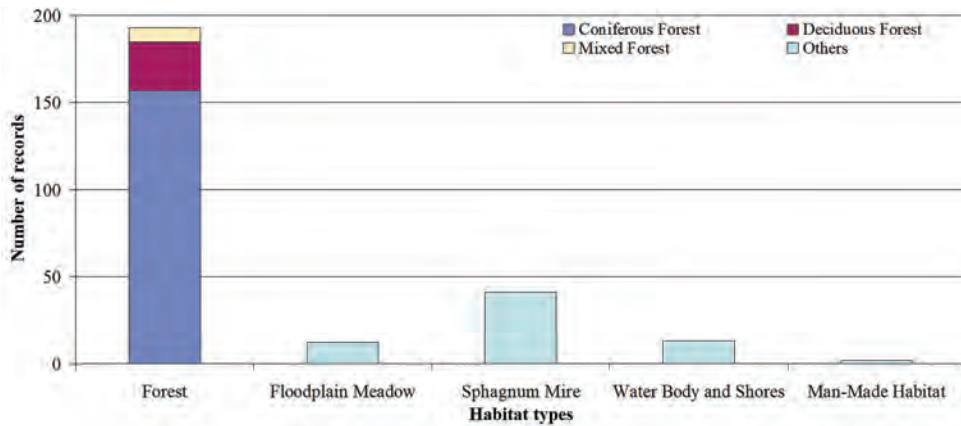 200
150
100
50
0
Number of records
Coniferous Forest
Deciduous Forest
Mixed Forest
Others
Forest
Floodplain Meadow
Sphagnum Mire
Water Body and Shores
Man-Made Habitat
Habitat types